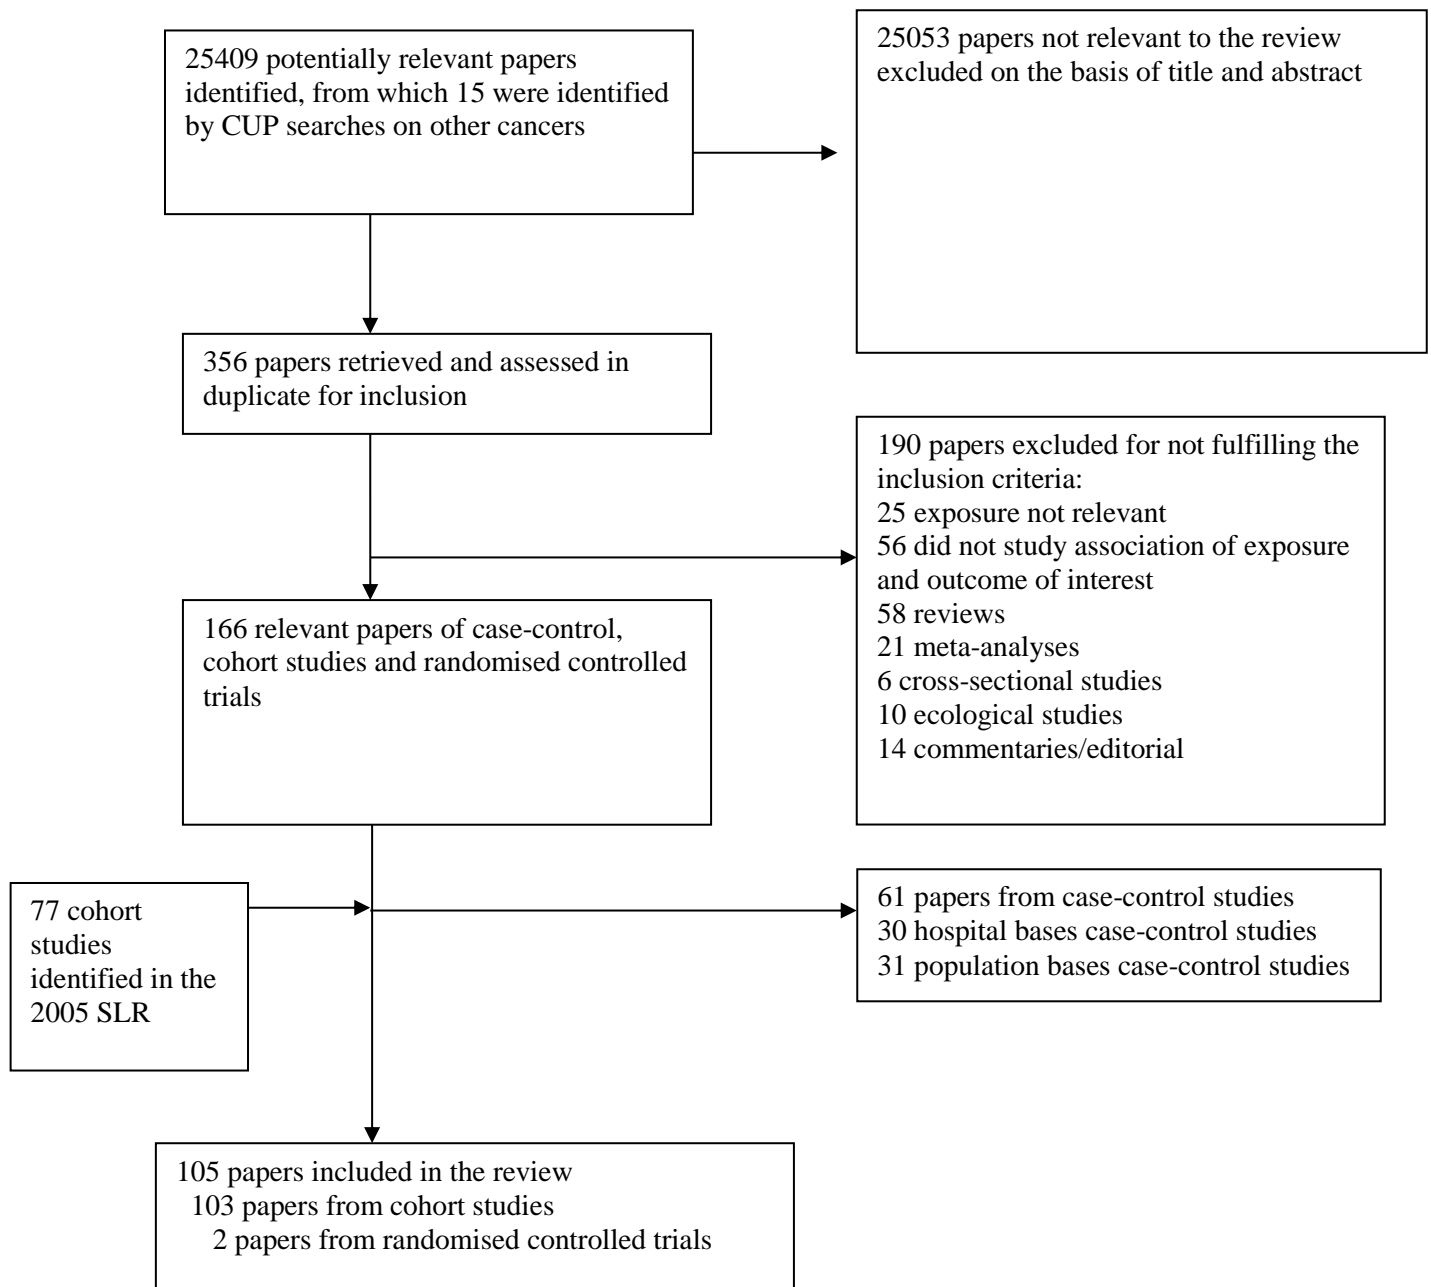 25409 potentially relevant papers
identified, from which 15 were identified
by CUP searches on other cancers
25053 papers not relevant to the review
excluded on the basis of title and abstract
356 papers retrieved and assessed in
duplicate for inclusion
190 papers excluded for not fulfilling the
inclusion criteria:
25 exposure not relevant
56 did not study association of exposure
and outcome of interest
58 reviews
21 meta-analyses
6 cross-sectional studies
10 ecological studies
14 commentaries/editorial
166 relevant papers of case-control,
cohort studies and randomised controlled
trials
77 cohort
studies
identified in the
2005 SLR
61 papers from case-control studies
30 hospital bases case-control studies
31 population bases case-control studies
105 papers included in the review
103 papers from cohort studies
2 papers from randomised controlled trials